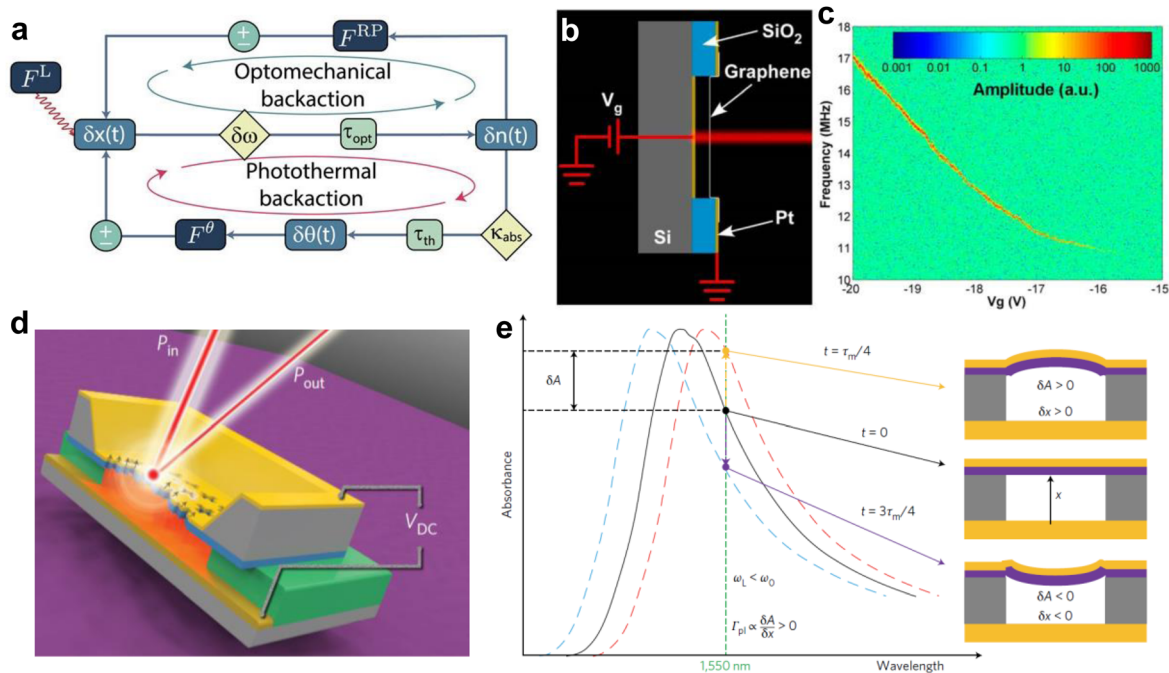 a
F^L
±
F^RP
Optomechanical
backaction
δx(t)
δω
τ_opt
δn(t)
Photothermal
backaction
±
F^θ
δθ(t)
τ_th
κ_abs
b
SiO₂
Graphene
V_g
Si
Pt
c
0.001 0.01 0.1 1 10 100 1000
Amplitude (a.u.)
Frequency (MHz)
18
17
16
15
14
13
12
11
10
-20 -19 -18 -17 -16 -15
Vg (V)
d
P_in
P_out
V_DC
e
Absorbance
δA
t = τ_m/4
t = 0
t = 3τ_m/4
ω_L < ω_0
Γ_pl ∝ δA/δx > 0
1,550 nm
Wavelength
δA > 0
δx > 0
x
δA < 0
δx < 0